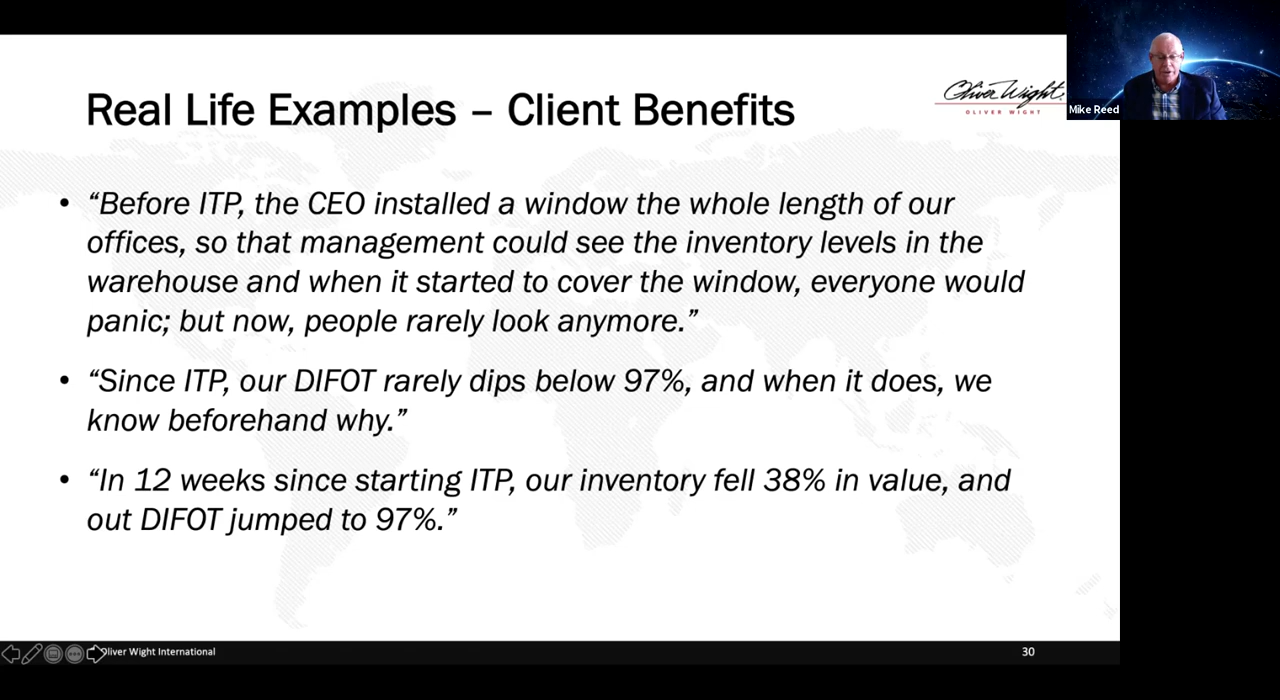 Real Life Examples – Client Benefits
Oliver Wight
OLIVER WIGHT
Mike Reed
• “Before ITP, the CEO installed a window the whole length of our
offices, so that management could see the inventory levels in the
warehouse and when it started to cover the window, everyone would
panic; but now, people rarely look anymore.”
• “Since ITP, our DIFOT rarely dips below 97%, and when it does, we
know beforehand why.”
• “In 12 weeks since starting ITP, our inventory fell 38% in value, and
out DIFOT jumped to 97%.”
liver Wight International
30